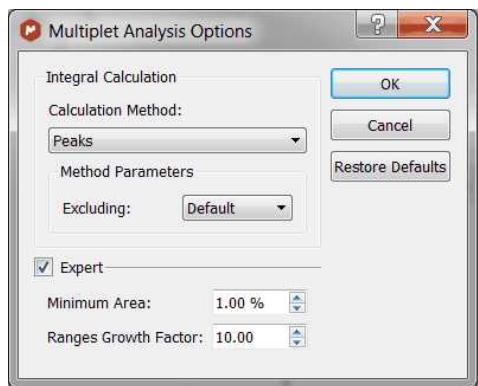 Multiplet Analysis Options
Integral Calculation
Calculation Method:
Peaks
Method Parameters
Excluding: Default
Expert
Minimum Area: 1.00 %
Ranges Growth Factor: 10.00
OK
Cancel
Restore Defaults